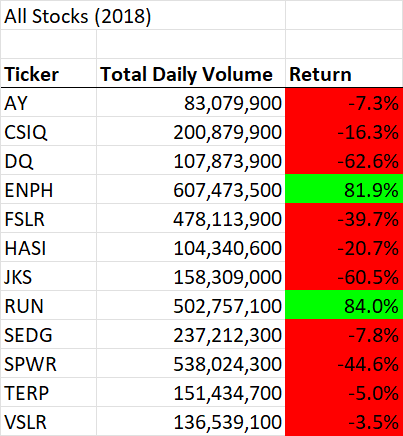 All Stocks (2018)
Ticker Total Daily Volume Return
AY 83,079,900 -7.3%
CSIQ 200,879,900 -16.3%
DQ 107,873,900 -62.6%
ENPH 607,473,500 81.9%
FSLR 478,113,900 -39.7%
HASI 104,340,600 -20.7%
JKS 158,309,000 -60.5%
RUN 502,757,100 84.0%
SEDG 237,212,300 -7.8%
SPWR 538,024,300 -44.6%
TERP 151,434,700 -5.0%
VSLR 136,539,100 -3.5%